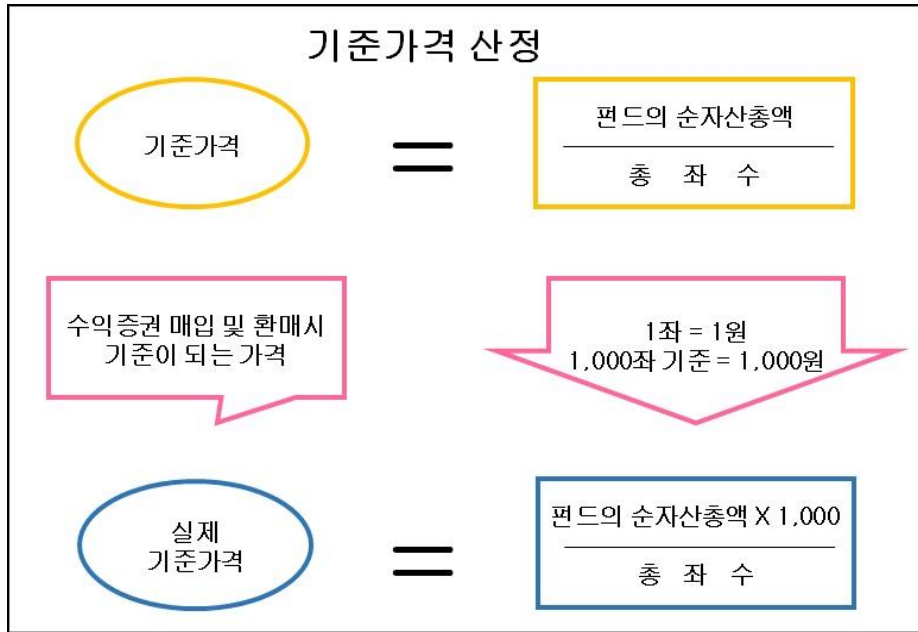 기준가격 산정
기준가격
=
펀드의 순자산총액
총 좌 수
수익증권 매입 및 환매시
기준이 되는 가격
1좌 = 1원
1,000좌 기준 = 1,000원
실제
기준가격
=
펀드의 순자산총액 X 1,000
총 좌 수